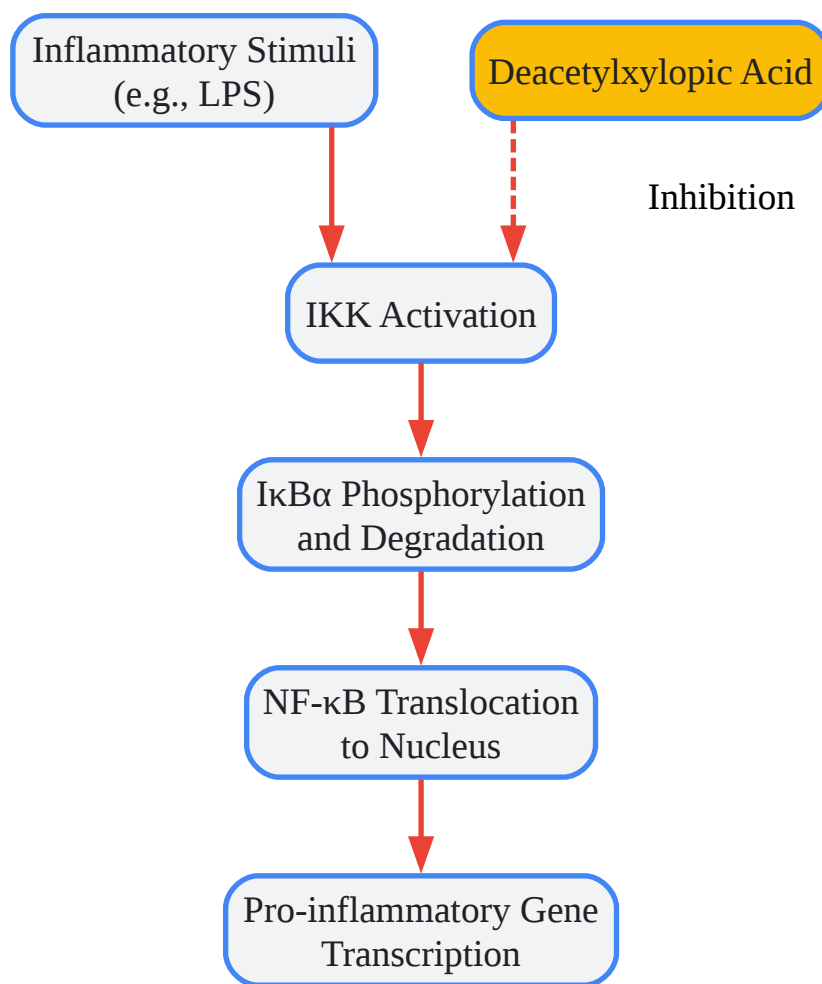 Inflammatory Stimuli
(e.g., LPS)
Deacetylxylopic Acid
Inhibition
IKK Activation
IκBα Phosphorylation
and Degradation
NF-κB Translocation
to Nucleus
Pro-inflammatory Gene
Transcription